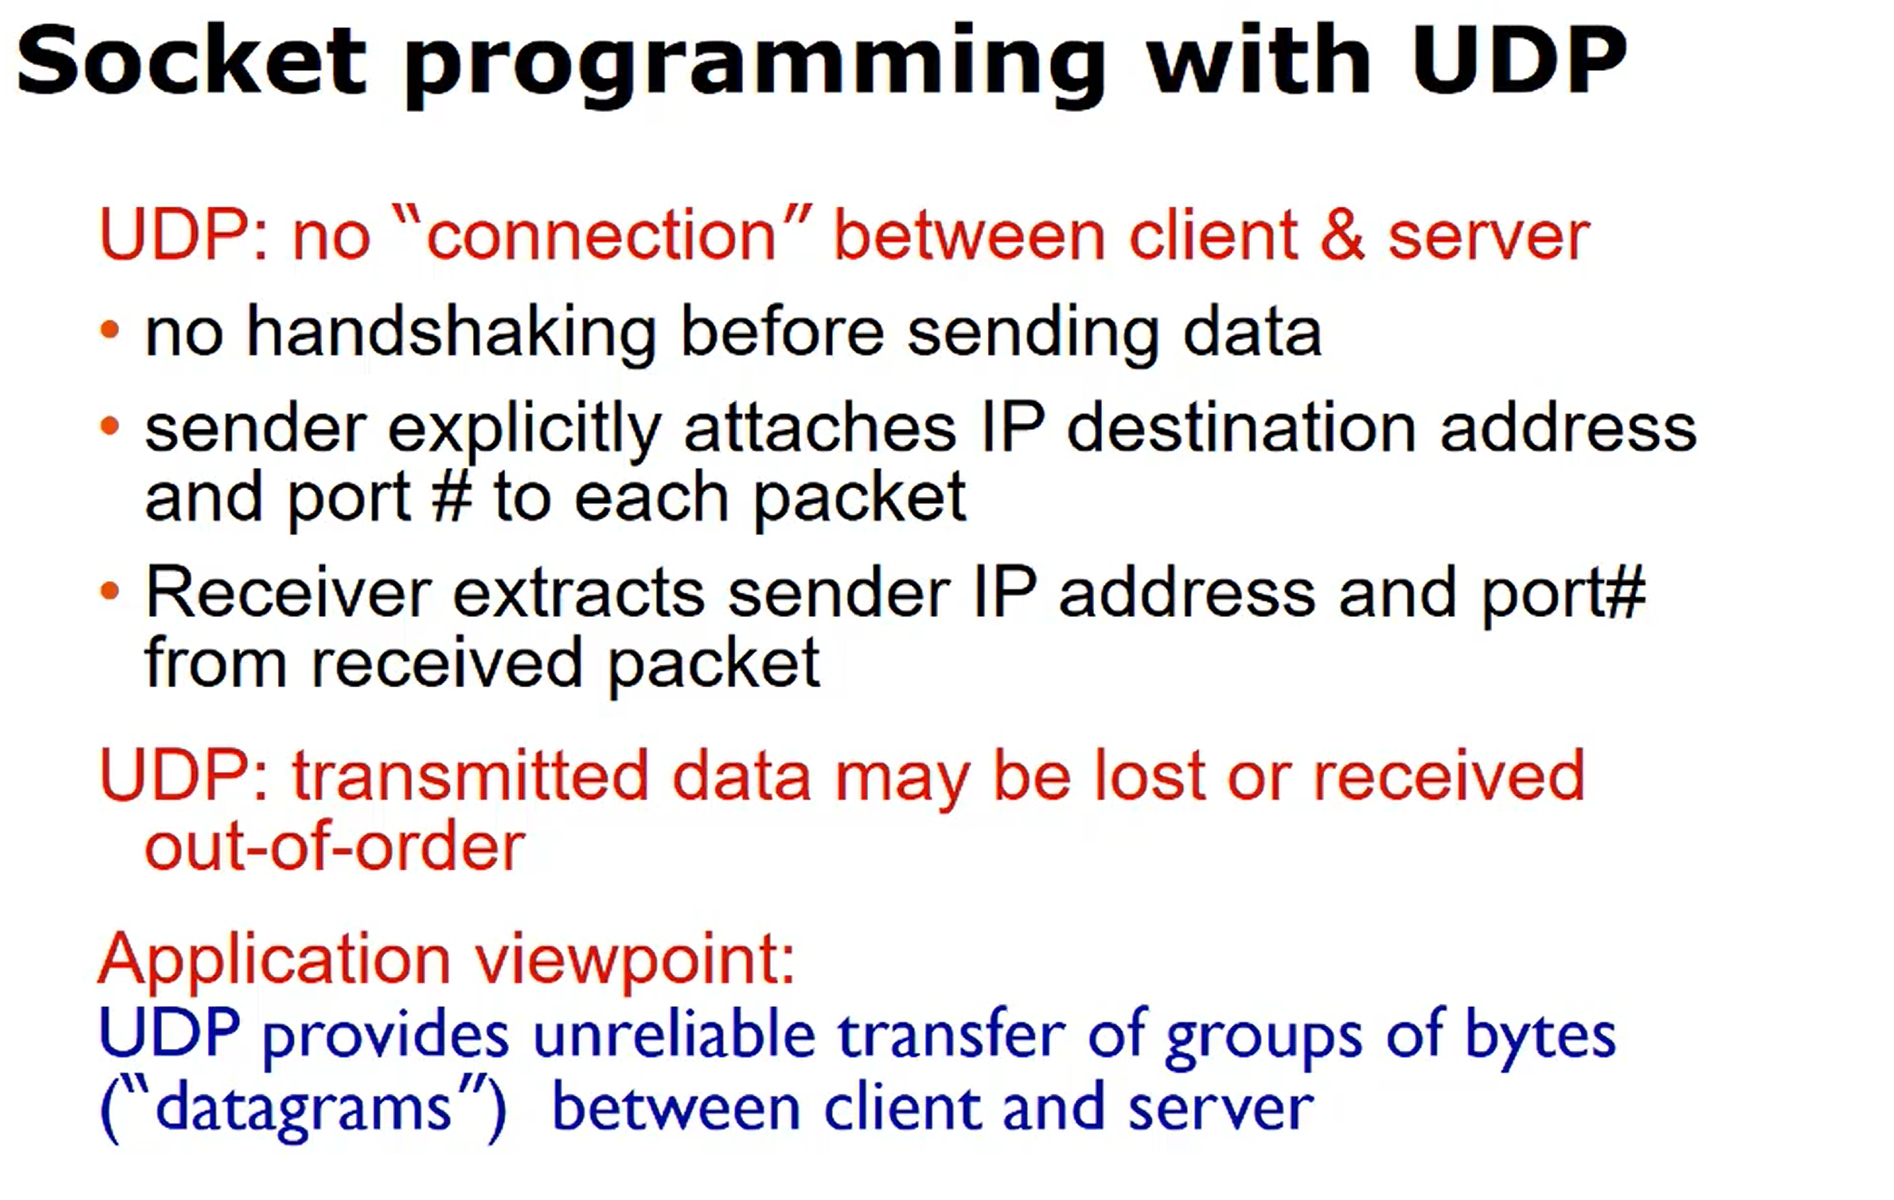 Socket programming with UDP
UDP: no “connection” between client & server
• no handshaking before sending data
• sender explicitly attaches IP destination address
and port # to each packet
• Receiver extracts sender IP address and port#
from received packet
UDP: transmitted data may be lost or received
out-of-order
Application viewpoint:
UDP provides unreliable transfer of groups of bytes
(“datagrams”) between client and server